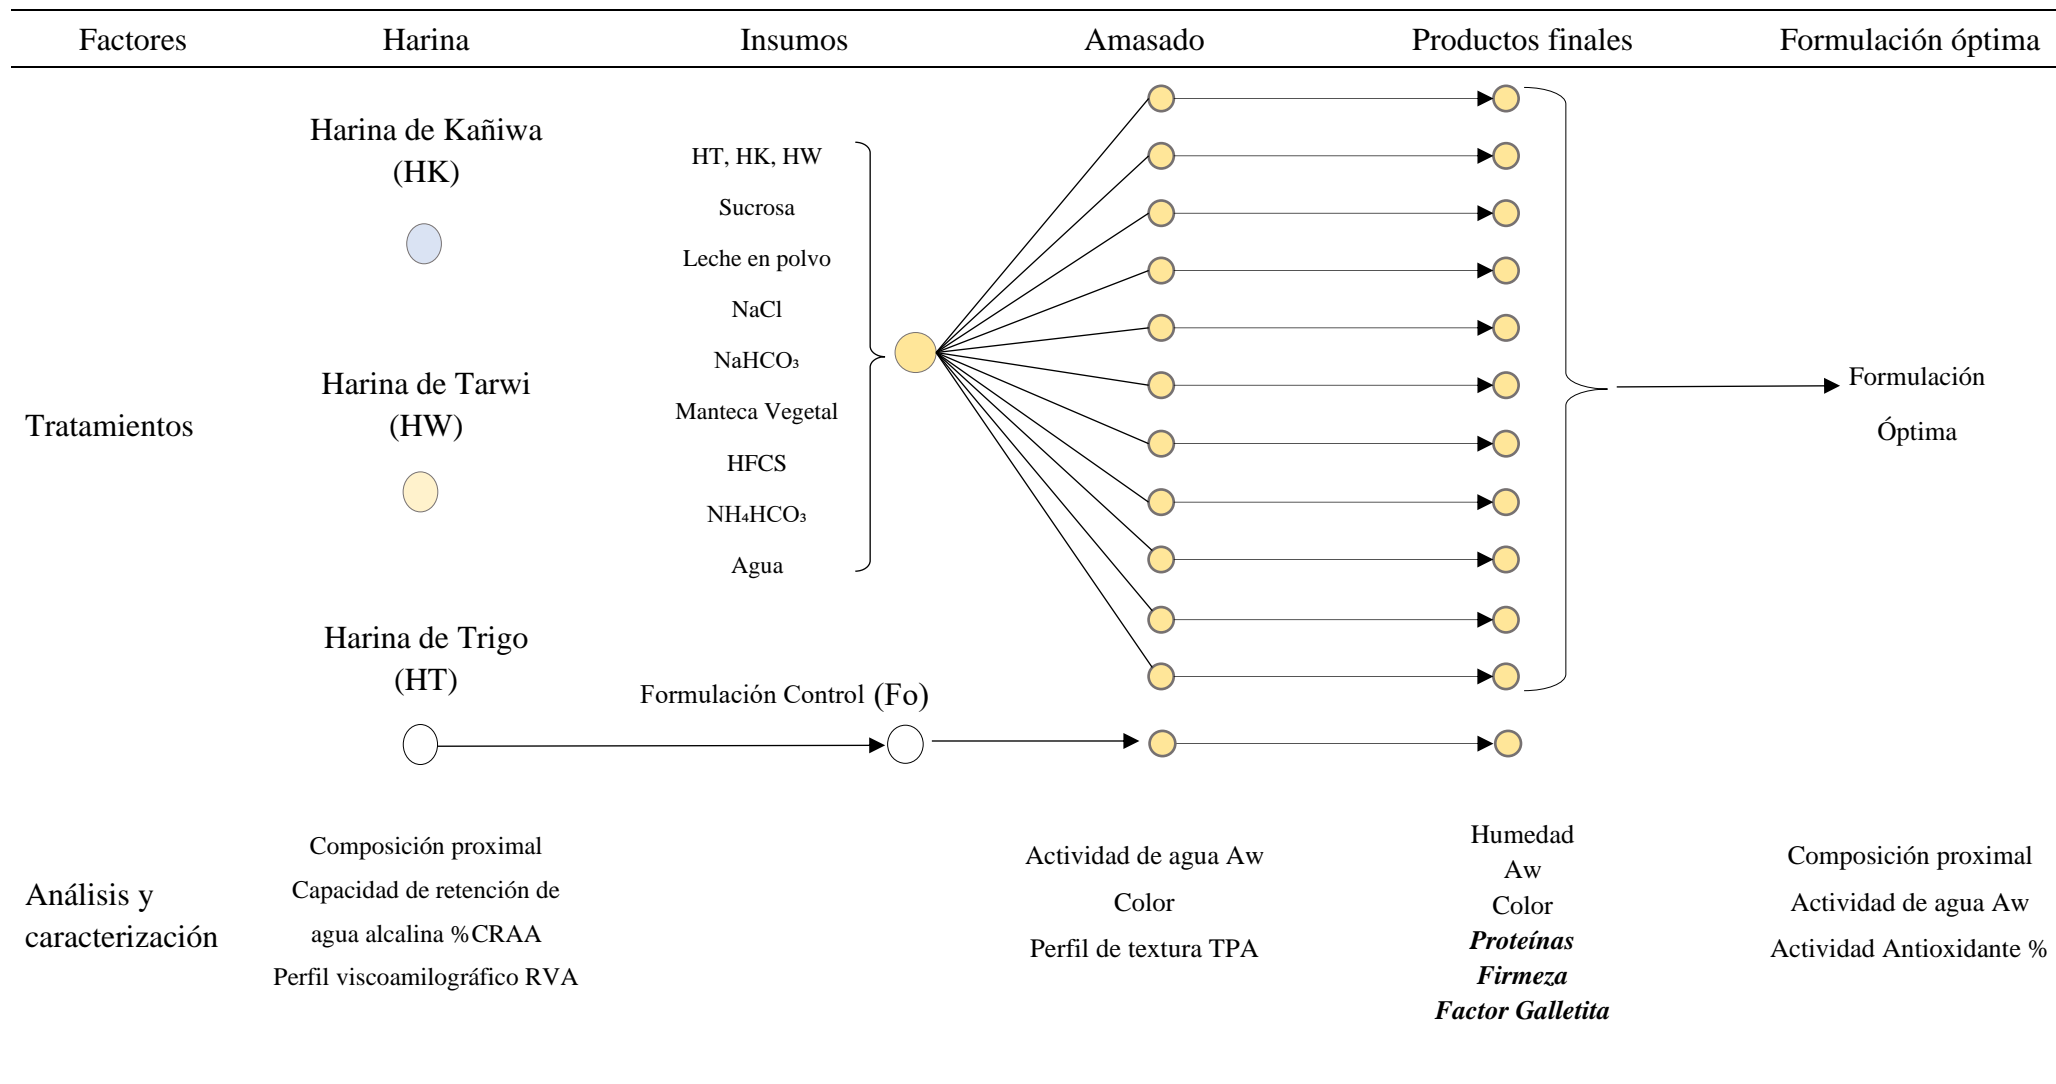 Factores Harina Insumos Amasado Productos finales Formulación óptima
Harina de Kañiwa
(HK)
Harina de Tarwi
(HW)
Harina de Trigo
(HT)
Tratamientos
HT, HK, HW
Sucrosa
Leche en polvo
NaCl
NaHCO₃
Manteca Vegetal
HFCS
NH₄HCO₃
Agua
Formulación Control (Fo)
Formulación
Óptima
Análisis y
caracterización
Composición proximal
Capacidad de retención de
agua alcalina %CRAA
Perfil viscoamilográfico RVA
Actividad de agua Aw
Color
Perfil de textura TPA
Humedad
Aw
Color
Proteínas
Firmeza
Factor Galletita
Composición proximal
Actividad de agua Aw
Actividad Antioxidante %